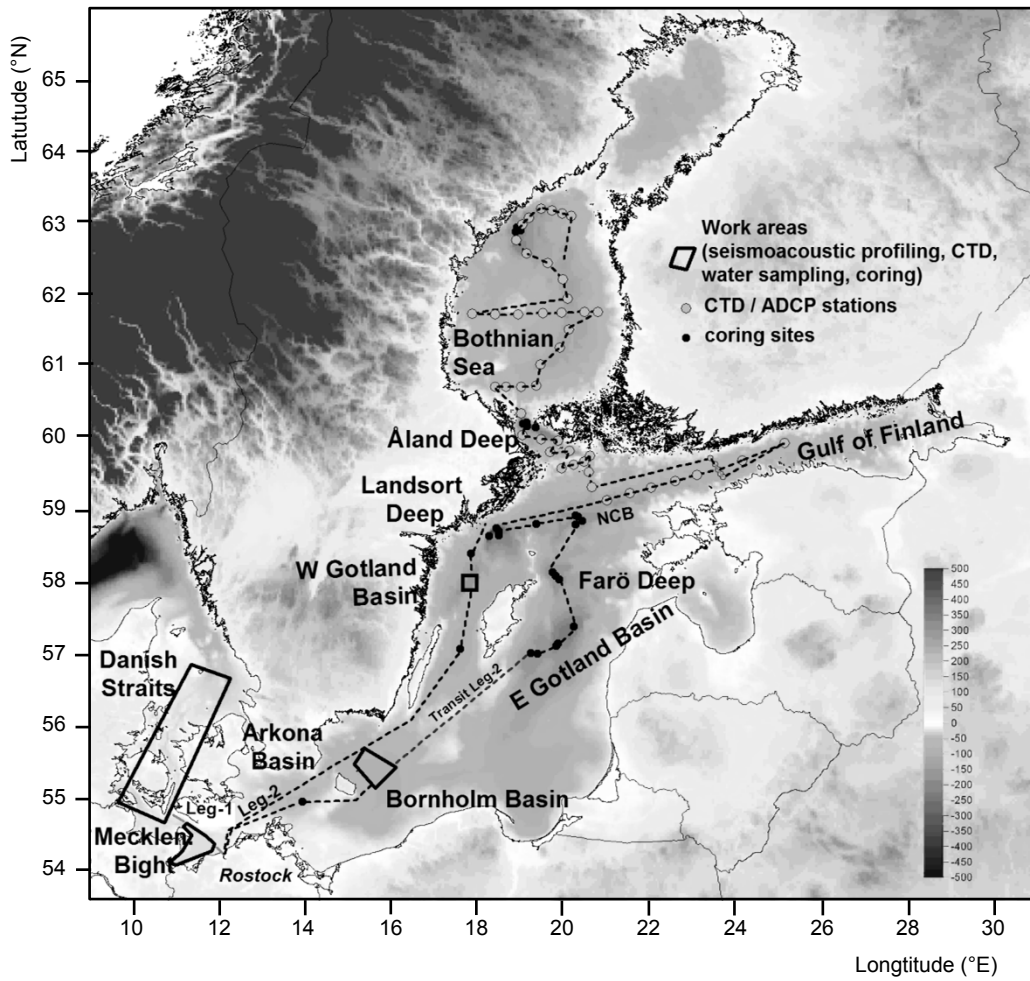 Latutude (°N)
65
64
63
62
61
60
59
58
57
56
55
54
Work areas
(seismoacoustic profiling, CTD,
water sampling, coring)
CTD / ADCP stations
coring sites
Bothnian
Sea
Åland Deep
Gulf of Finland
Landsort
Deep
NCB
W Gotland
Basin
Farö Deep
E Gotland Basin
Transit Leg-2
Danish
Straits
Arkona
Basin
Bornholm Basin
Leg-1
Leg-2
Mecklen.
Bight
Rostock
500
450
400
350
300
250
200
150
100
50
0
-50
-100
-150
-200
-250
-300
-350
-400
-450
-500
10
12
14
16
18
20
22
24
26
28
30
Longtitude (°E)